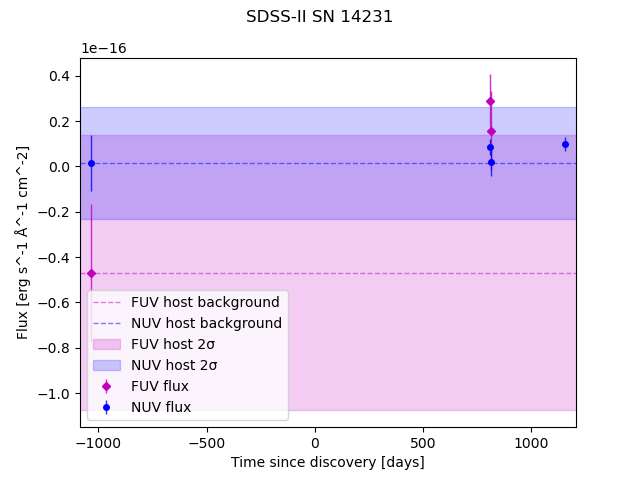 SDSS-II SN 14231
1e−16
0.4
0.2
0.0
−0.2
−0.4
−0.6
−0.8
−1.0
Flux [erg s^-1 Å^-1 cm^-2]
FUV host background
NUV host background
FUV host 2σ
NUV host 2σ
FUV flux
NUV flux
−1000 −500 0 500 1000
Time since discovery [days]